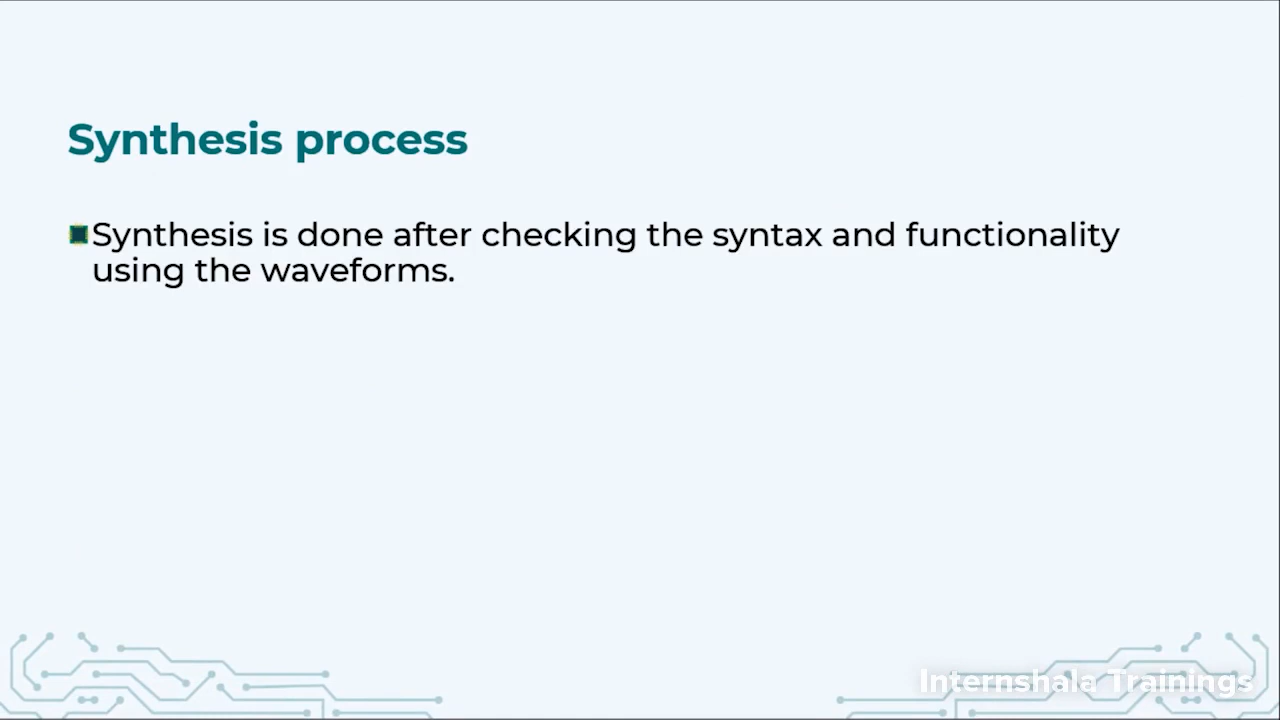 Synthesis process
Synthesis is done after checking the syntax and functionality
using the waveforms.
Internshala Trainings